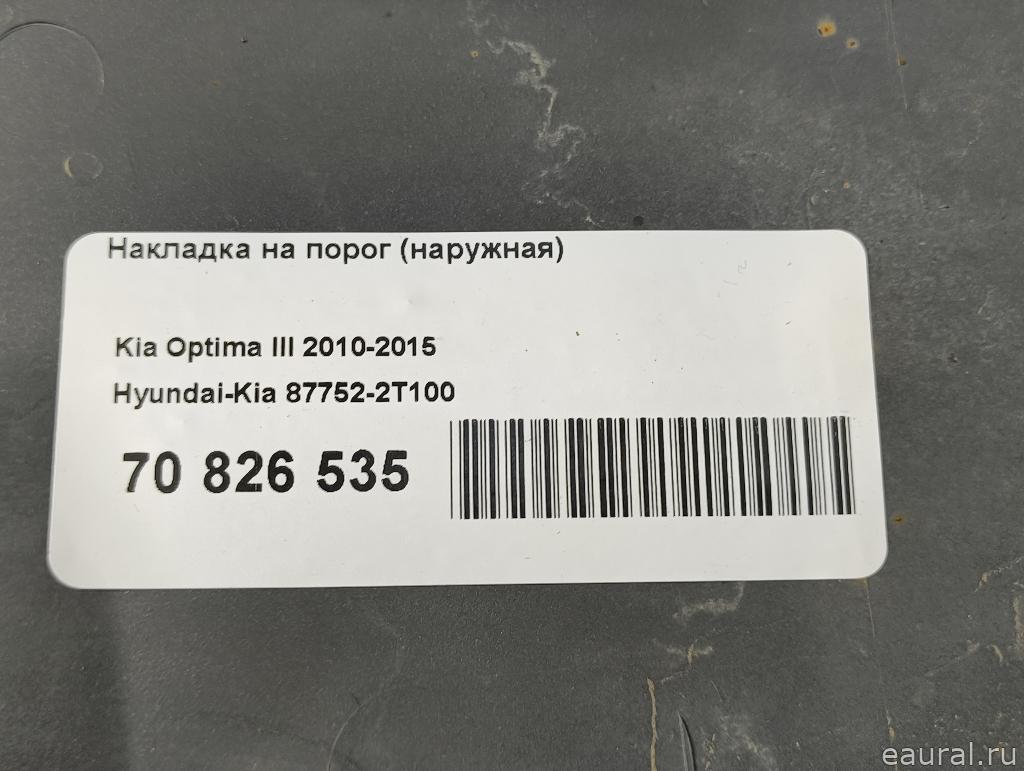 Накладка на порог (наружная)
Kia Optima III 2010-2015
Hyundai-Kia 87752-2T100
70 826 535
eaural.ru